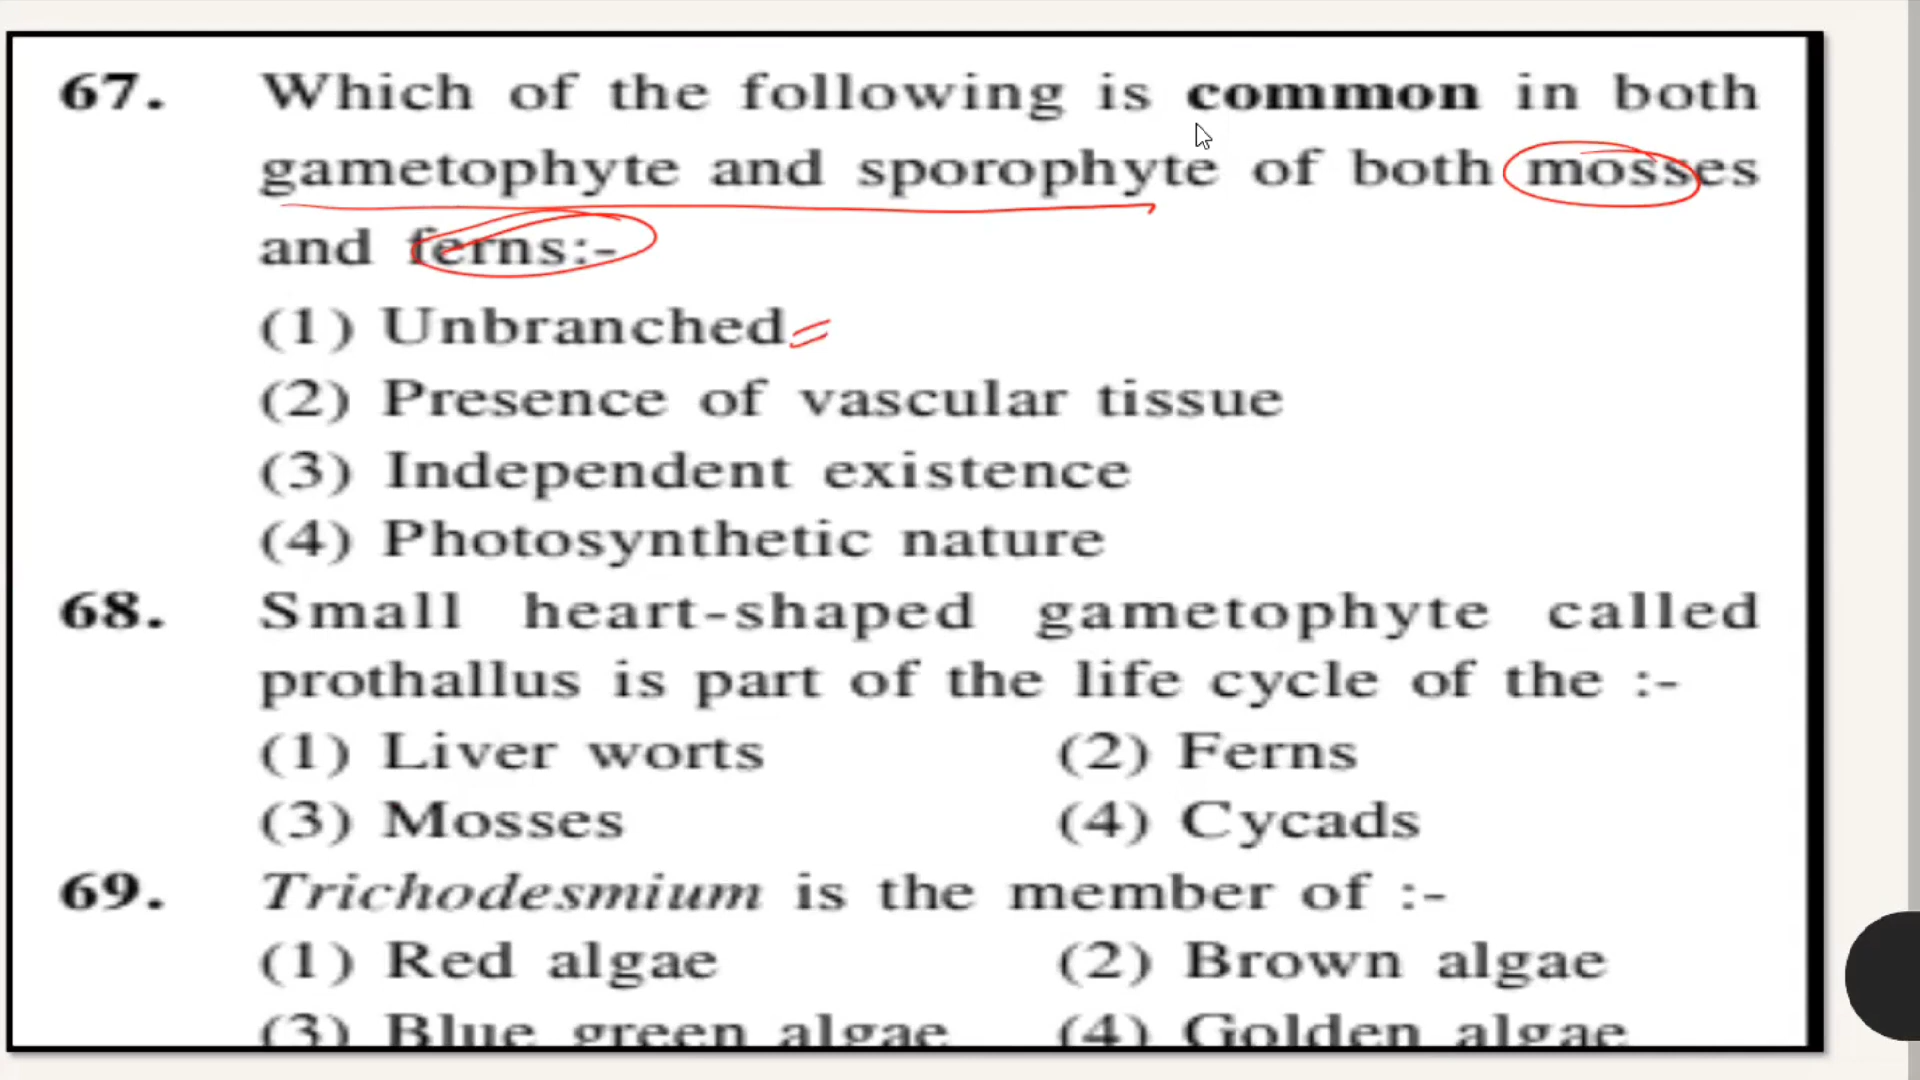 67. Which of the following is common in both
gametophyte and sporophyte of both mosses
and ferns:-
(1) Unbranched
(2) Presence of vascular tissue
(3) Independent existence
(4) Photosynthetic nature
68. Small heart-shaped gametophyte called
prothallus is part of the life cycle of the :-
(1) Liver worts (2) Ferns
(3) Mosses (4) Cycads
69. Trichodesmium is the member of :-
(1) Red algae (2) Brown algae
(3) Blue green algae (4) Golden algae